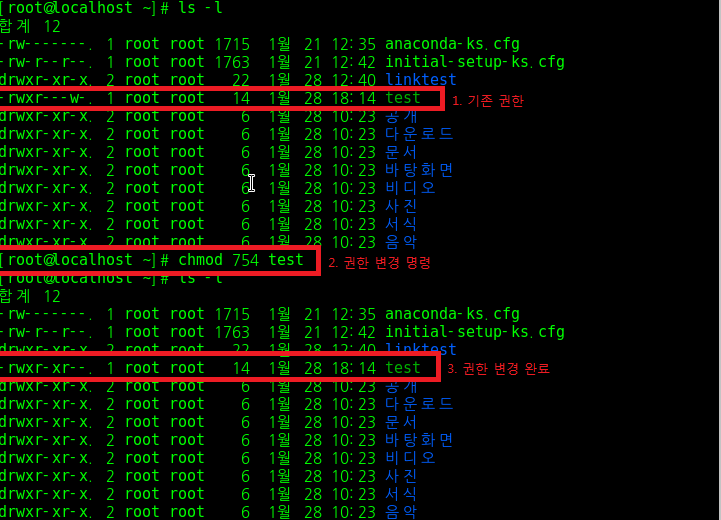 [root@localhost ~]# ls -l
합계 12
-rw-------. 1 root root 1715  1월  21 12:35 anaconda-ks.cfg
-rw-r--r--. 1 root root 1763  1월  21 12:42 initial-setup-ks.cfg
drwxr-xr-x. 2 root root   22  1월  28 12:40 linktest
-rwxr---w-. 1 root root   14  1월  28 18:14 test 1. 기존 권한
drwxr-xr-x. 2 root root    6  1월  28 10:23 공개
drwxr-xr-x. 2 root root    6  1월  28 10:23 다운로드
drwxr-xr-x. 2 root root    6  1월  28 10:23 문서
drwxr-xr-x. 2 root root    6  1월  28 10:23 바탕화면
drwxr-xr-x. 2 root root    6  1월  28 10:23 비디오
drwxr-xr-x. 2 root root    6  1월  28 10:23 사진
drwxr-xr-x. 2 root root    6  1월  28 10:23 서식
drwxr-xr-x. 2 root root    6  1월  28 10:23 음악
[root@localhost ~]# chmod 754 test 2. 권한 변경 명령
[root@localhost ~]# ls -l
합계 12
-rw-------. 1 root root 1715  1월  21 12:35 anaconda-ks.cfg
-rw-r--r--. 1 root root 1763  1월  21 12:42 initial-setup-ks.cfg
drwxr-xr-x. 2 root root   22  1월  28 12:40 linktest
-rwxr-xr--. 1 root root   14  1월  28 18:14 test 3. 권한 변경 완료
drwxr-xr-x. 2 root root    6  1월  28 10:23 공개
drwxr-xr-x. 2 root root    6  1월  28 10:23 다운로드
drwxr-xr-x. 2 root root    6  1월  28 10:23 문서
drwxr-xr-x. 2 root root    6  1월  28 10:23 바탕화면
drwxr-xr-x. 2 root root    6  1월  28 10:23 비디오
drwxr-xr-x. 2 root root    6  1월  28 10:23 사진
drwxr-xr-x. 2 root root    6  1월  28 10:23 서식
drwxr-xr-x. 2 root root    6  1월  28 10:23 음악